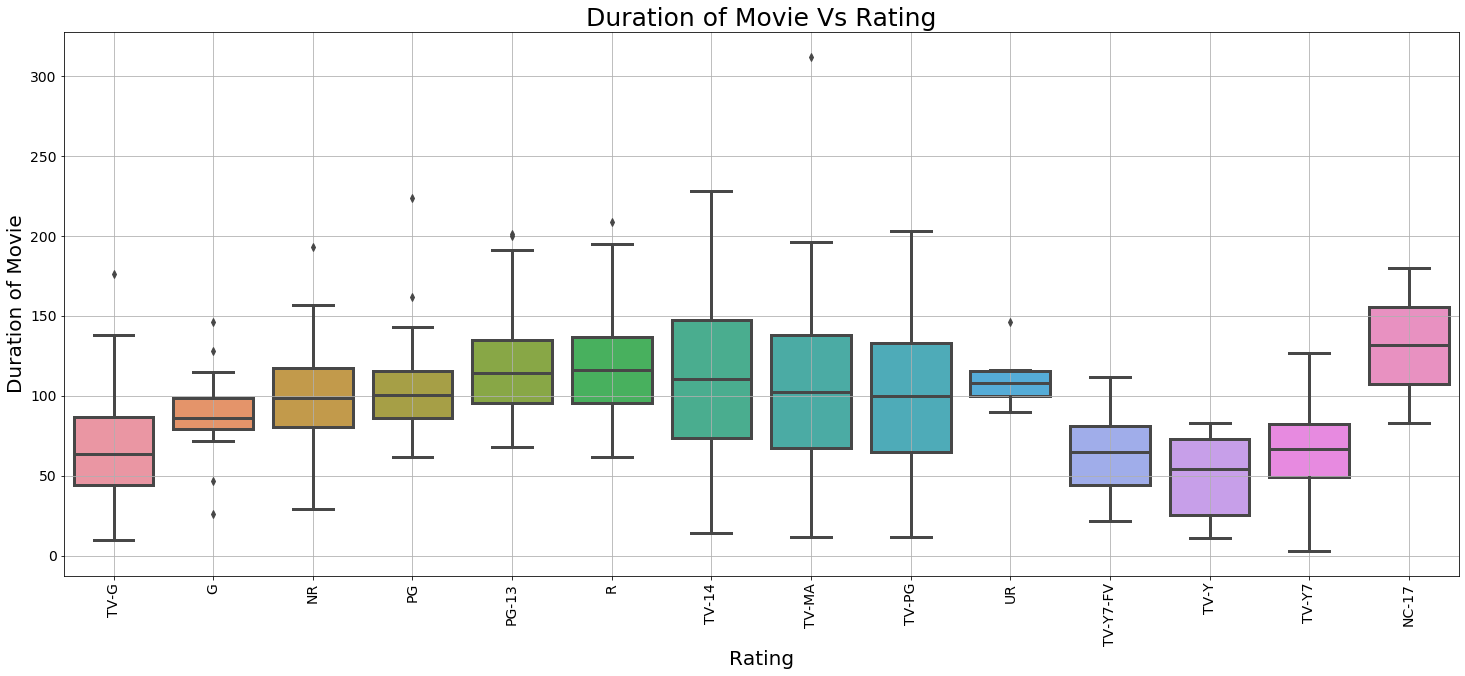 Duration of Movie Vs Rating
Duration of Movie
300
250
200
150
100
50
0
TV-G
G
NR
PG
PG-13
R
TV-14
TV-MA
TV-PG
UR
TV-Y7-FV
TV-Y
TV-Y7
NC-17
Rating